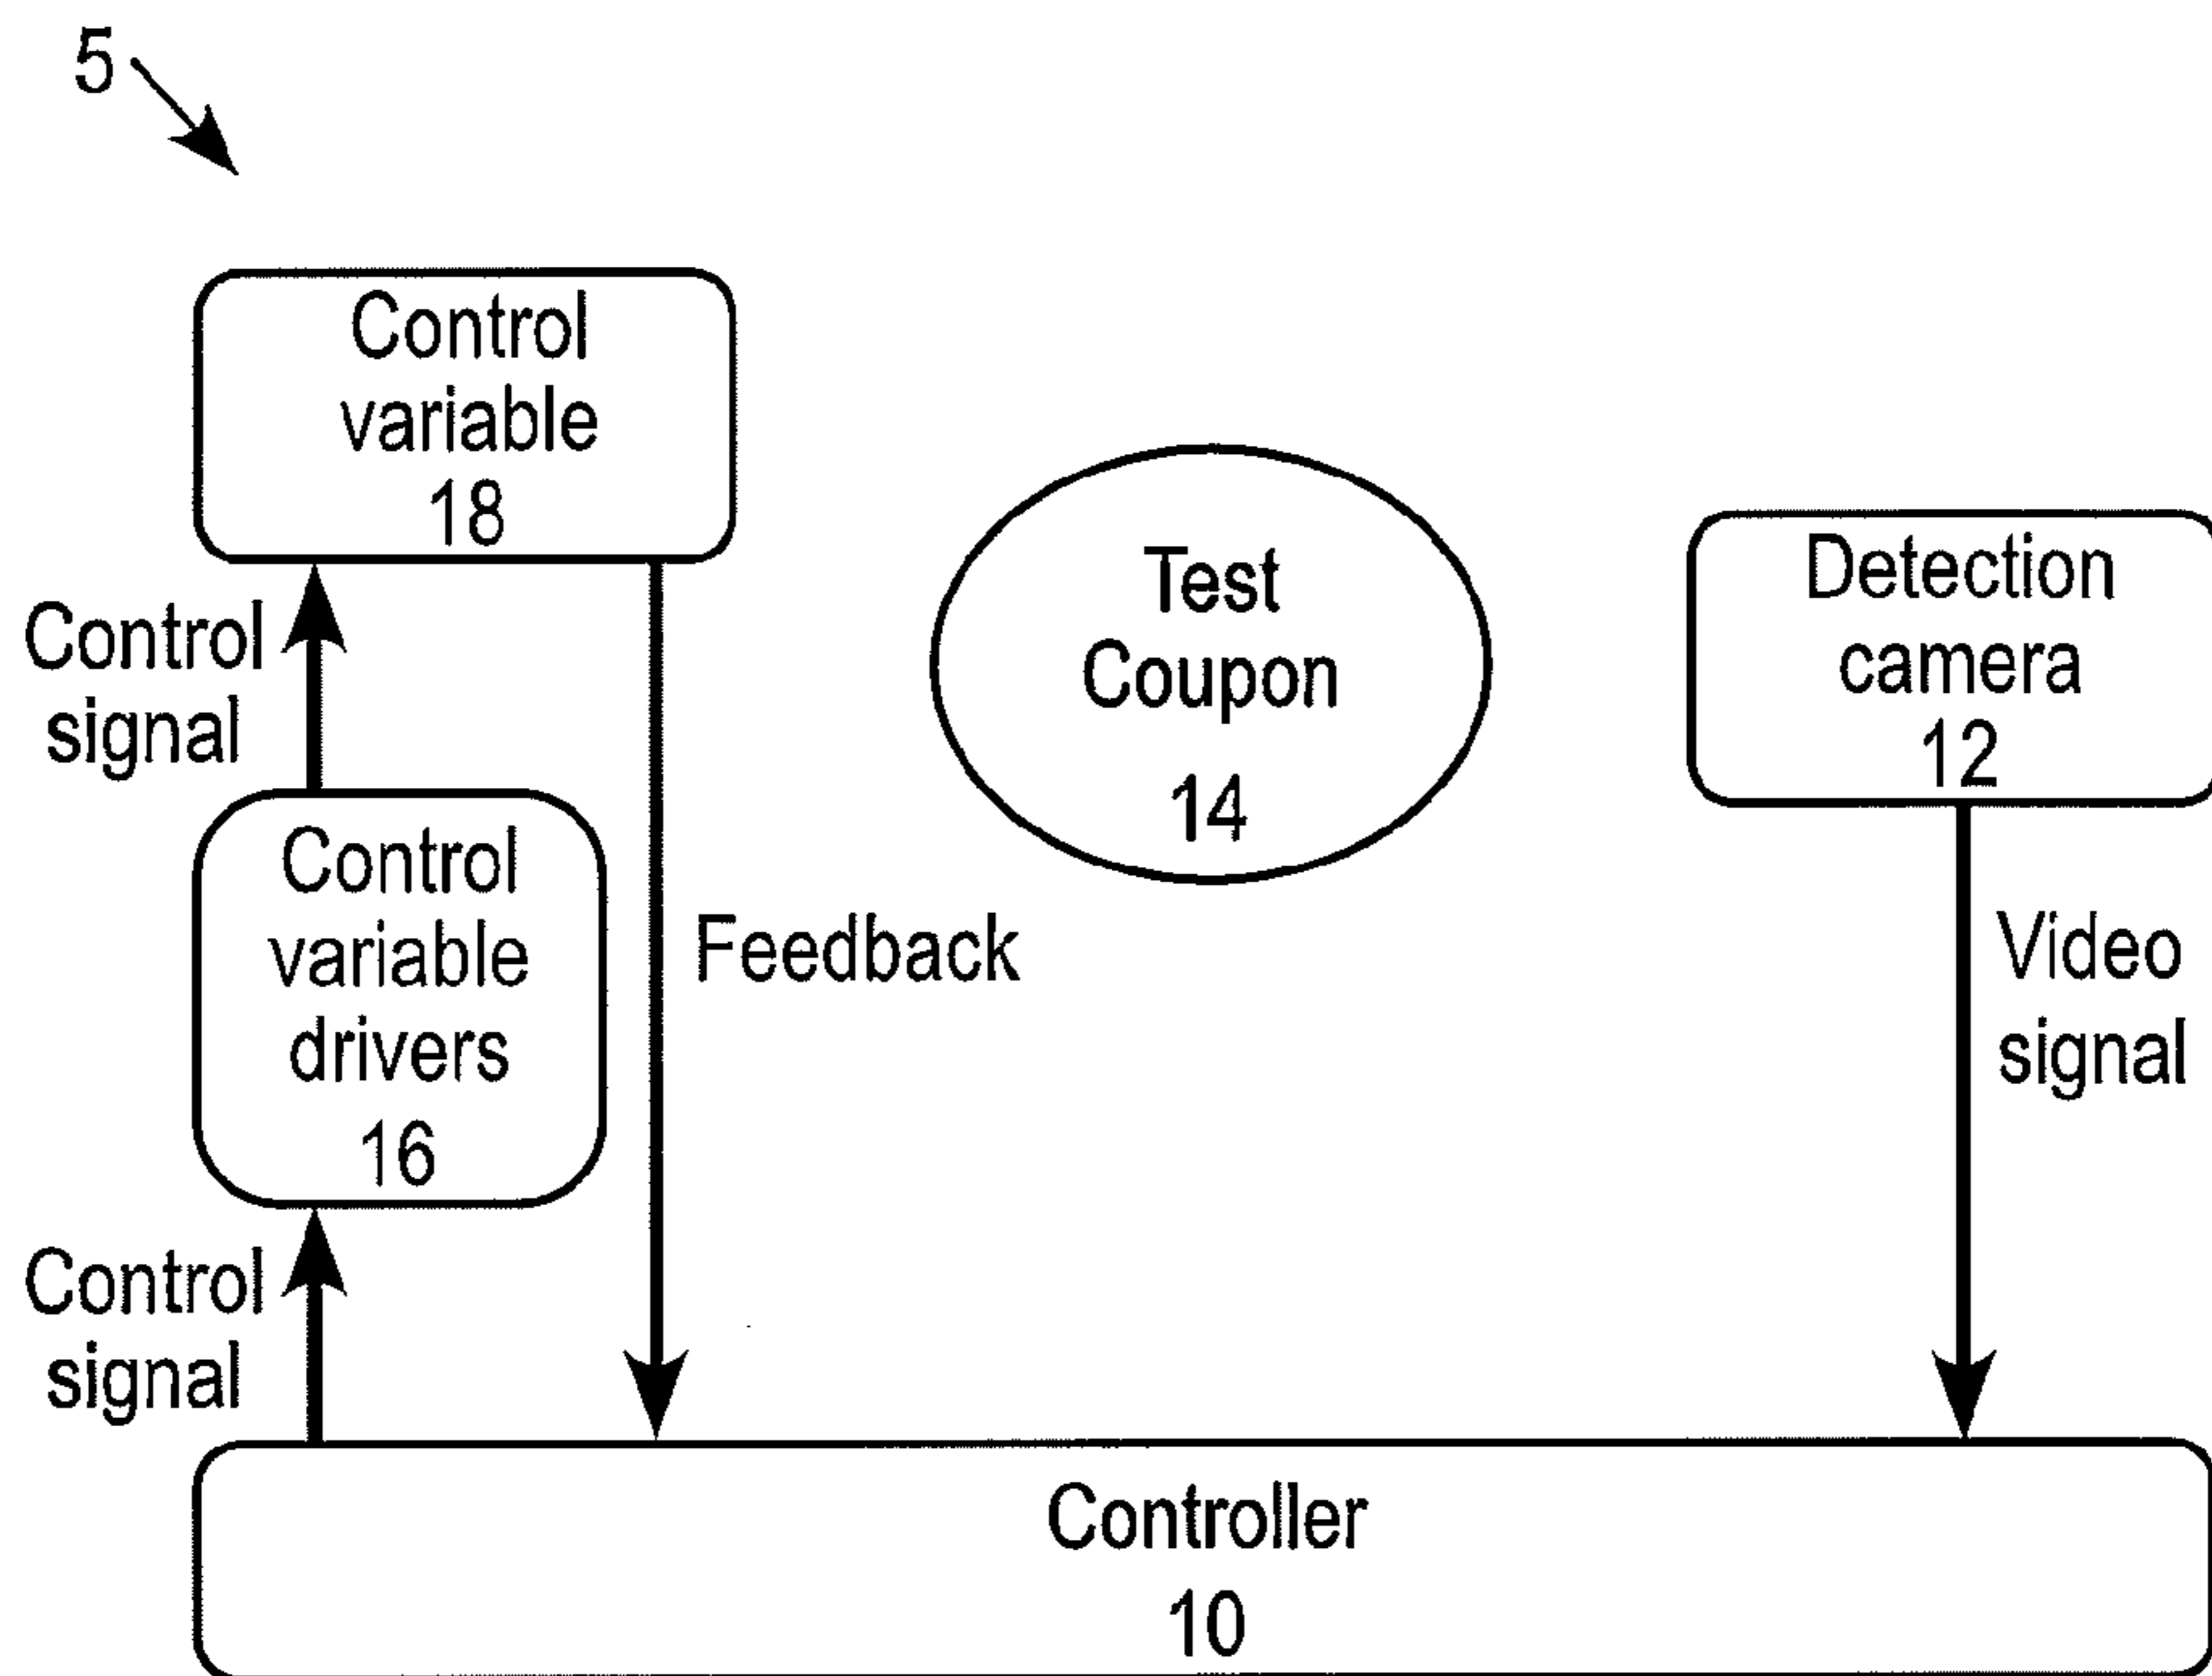 5
Control
variable
18
Control
signal
Test
Coupon
14
Detection
camera
12
Control
variable
drivers
16
Feedback
Video
signal
Control
signal
Controller
10